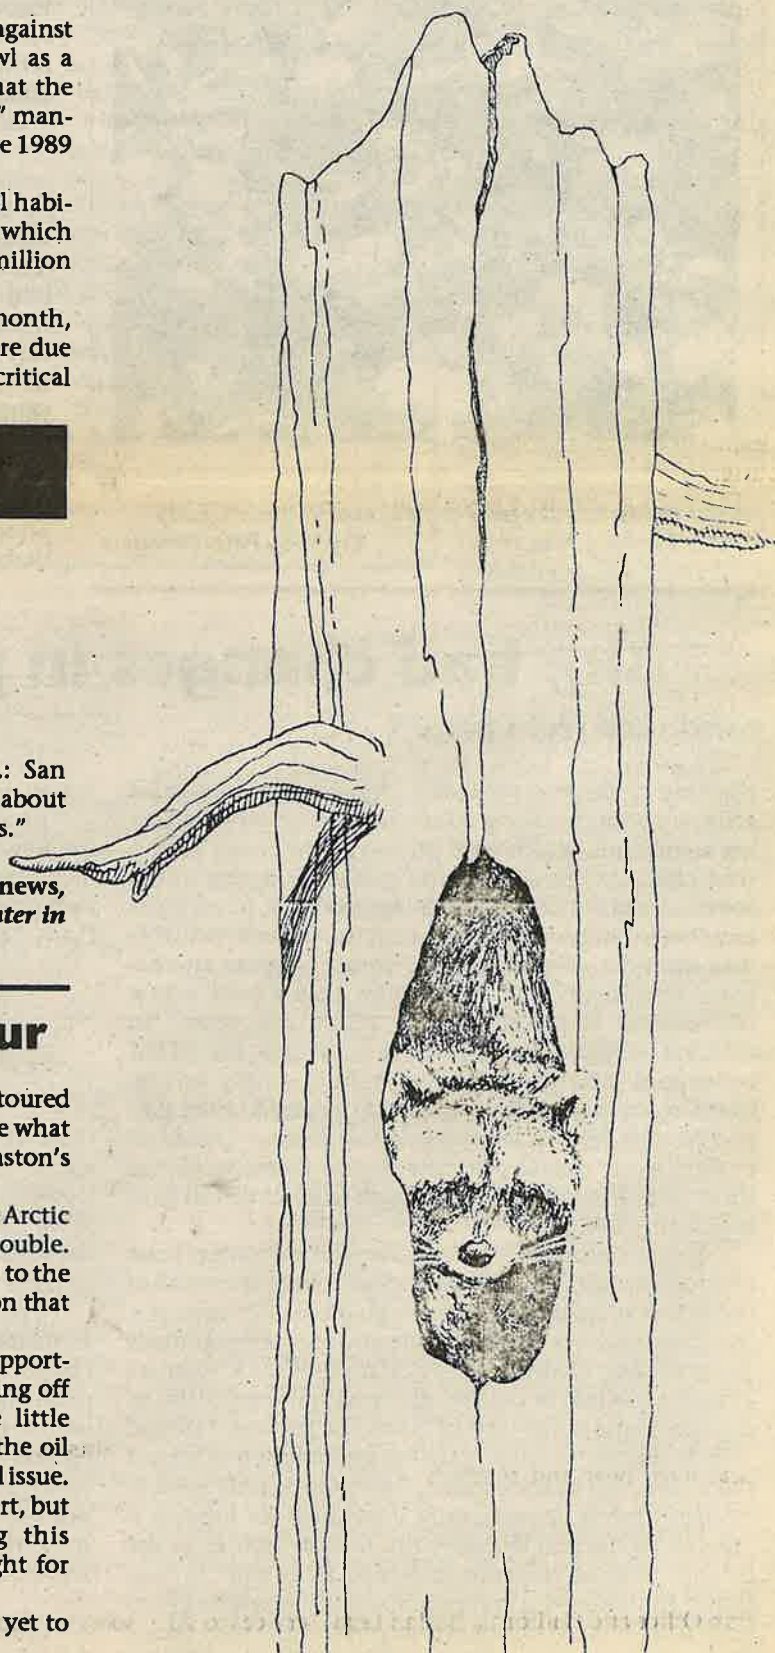 against
wl as a
hat the
" man-
e 1989
l habi-
which
million
month,
re due
critical
.: San
about
s."
news,
ater in
ur
toured
e what
aston's
Arctic
ouble.
to the
on that
pport-
ing off
e little
the oil
l issue.
rt, but
g this
ght for
yet to